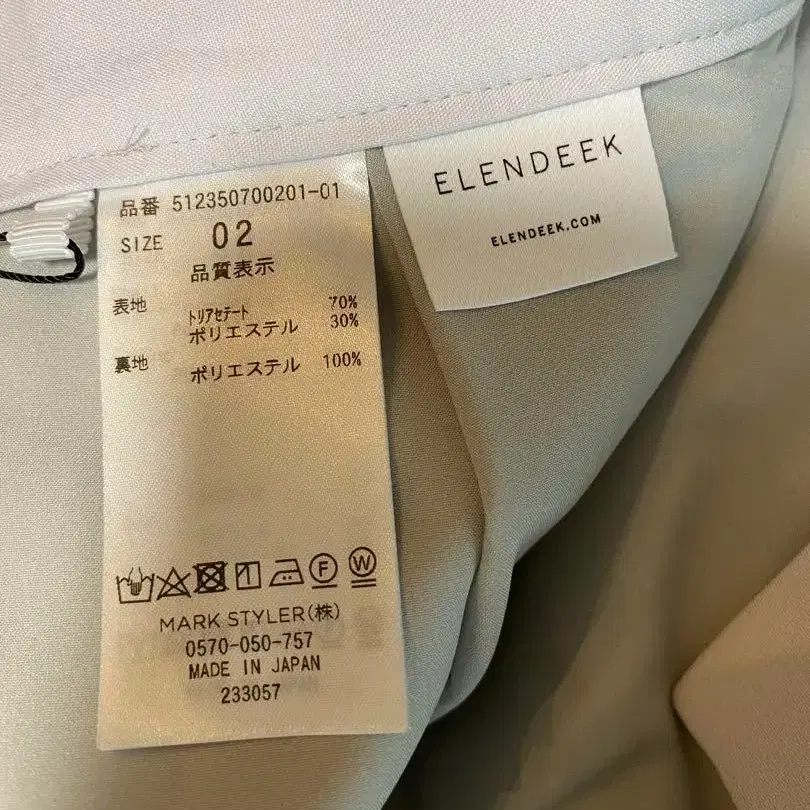 品番 512350700201-01
SIZE 02
品質表示
表地 トリアセテート 70%
ポリエステル 30%
裏地 ポリエステル 100%
F W
MARK STYLER(株)
0570-050-757
MADE IN JAPAN
233057
ELENDEEK
ELENDEEK.COM